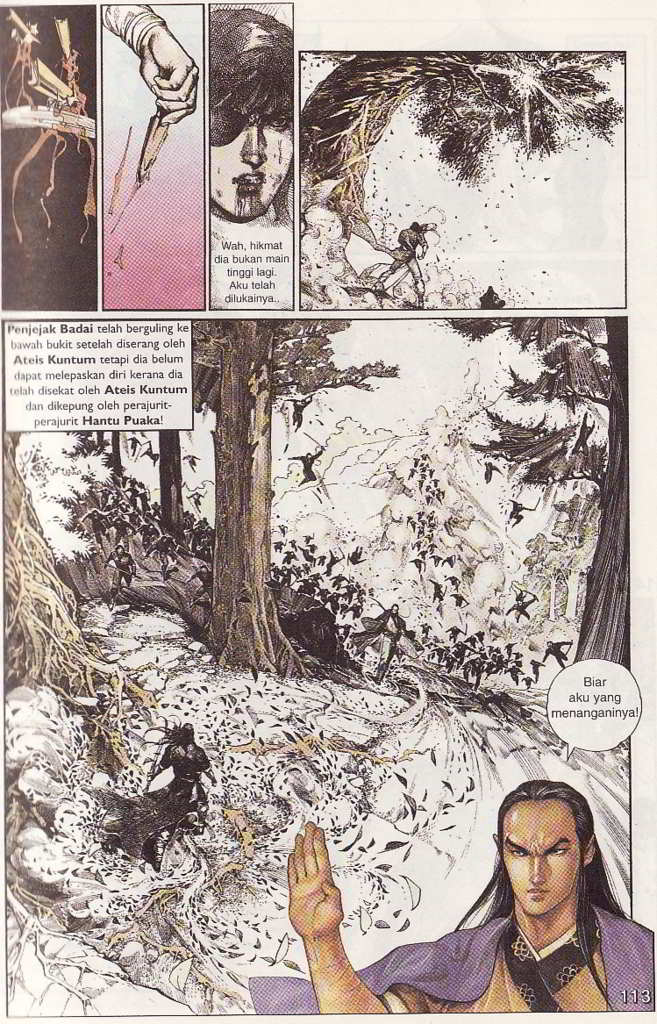 Wah, hikmat
dia bukan main
tinggi lagi.
Aku telah
dilukainya..
Penjejak Badai telah berguling ke
bawah bukit setelah diserang oleh
Ateis Kuntum tetapi dia belum
dapat melepaskan diri kerana dia
telah disekat oleh Ateis Kuntum
dan dikepung oleh perajurit-
perajurit Hantu Puaka!
Biar
aku yang
menanganinya!
113